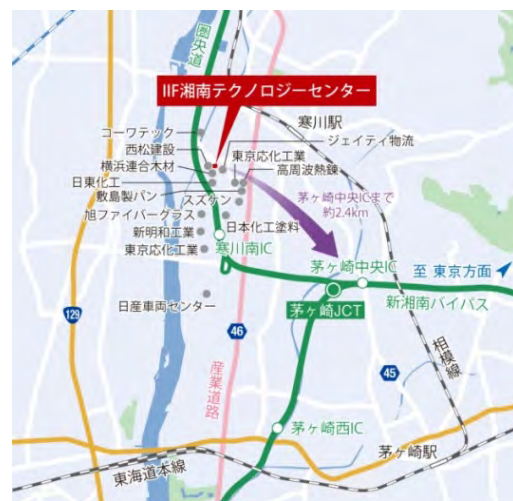 圏央道
IIF湘南テクノロジーセンター
寒川駅
コーワテック
ジェイティ物流
西松建設
東京応化工業
横浜連合木材
高周波熱錬
日東化工
スズケン
敷島製パン
茅ヶ崎中央ICまで
約2.4km
旭ファイバーグラス
日本化工塗料
新明和工業
寒川南IC
東京応化工業
茅ヶ崎中央IC
至 東京方面
日産車両センター
茅ヶ崎JCT
新湘南バイパス
129
46
産業道路
相模線
45
茅ヶ崎西IC
茅ヶ崎駅
東海道本線